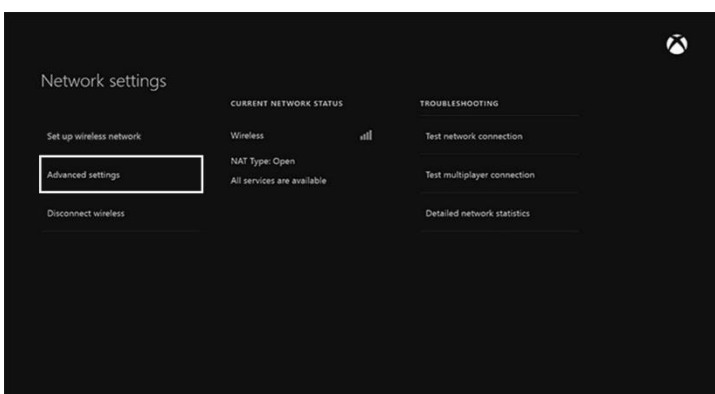 Network settings
Set up wireless network
Advanced settings
Disconnect wireless
CURRENT NETWORK STATUS
Wireless
NAT Type: Open
All services are available
TROUBLESHOOTING
Test network connection
Test multiplayer connection
Detailed network statistics